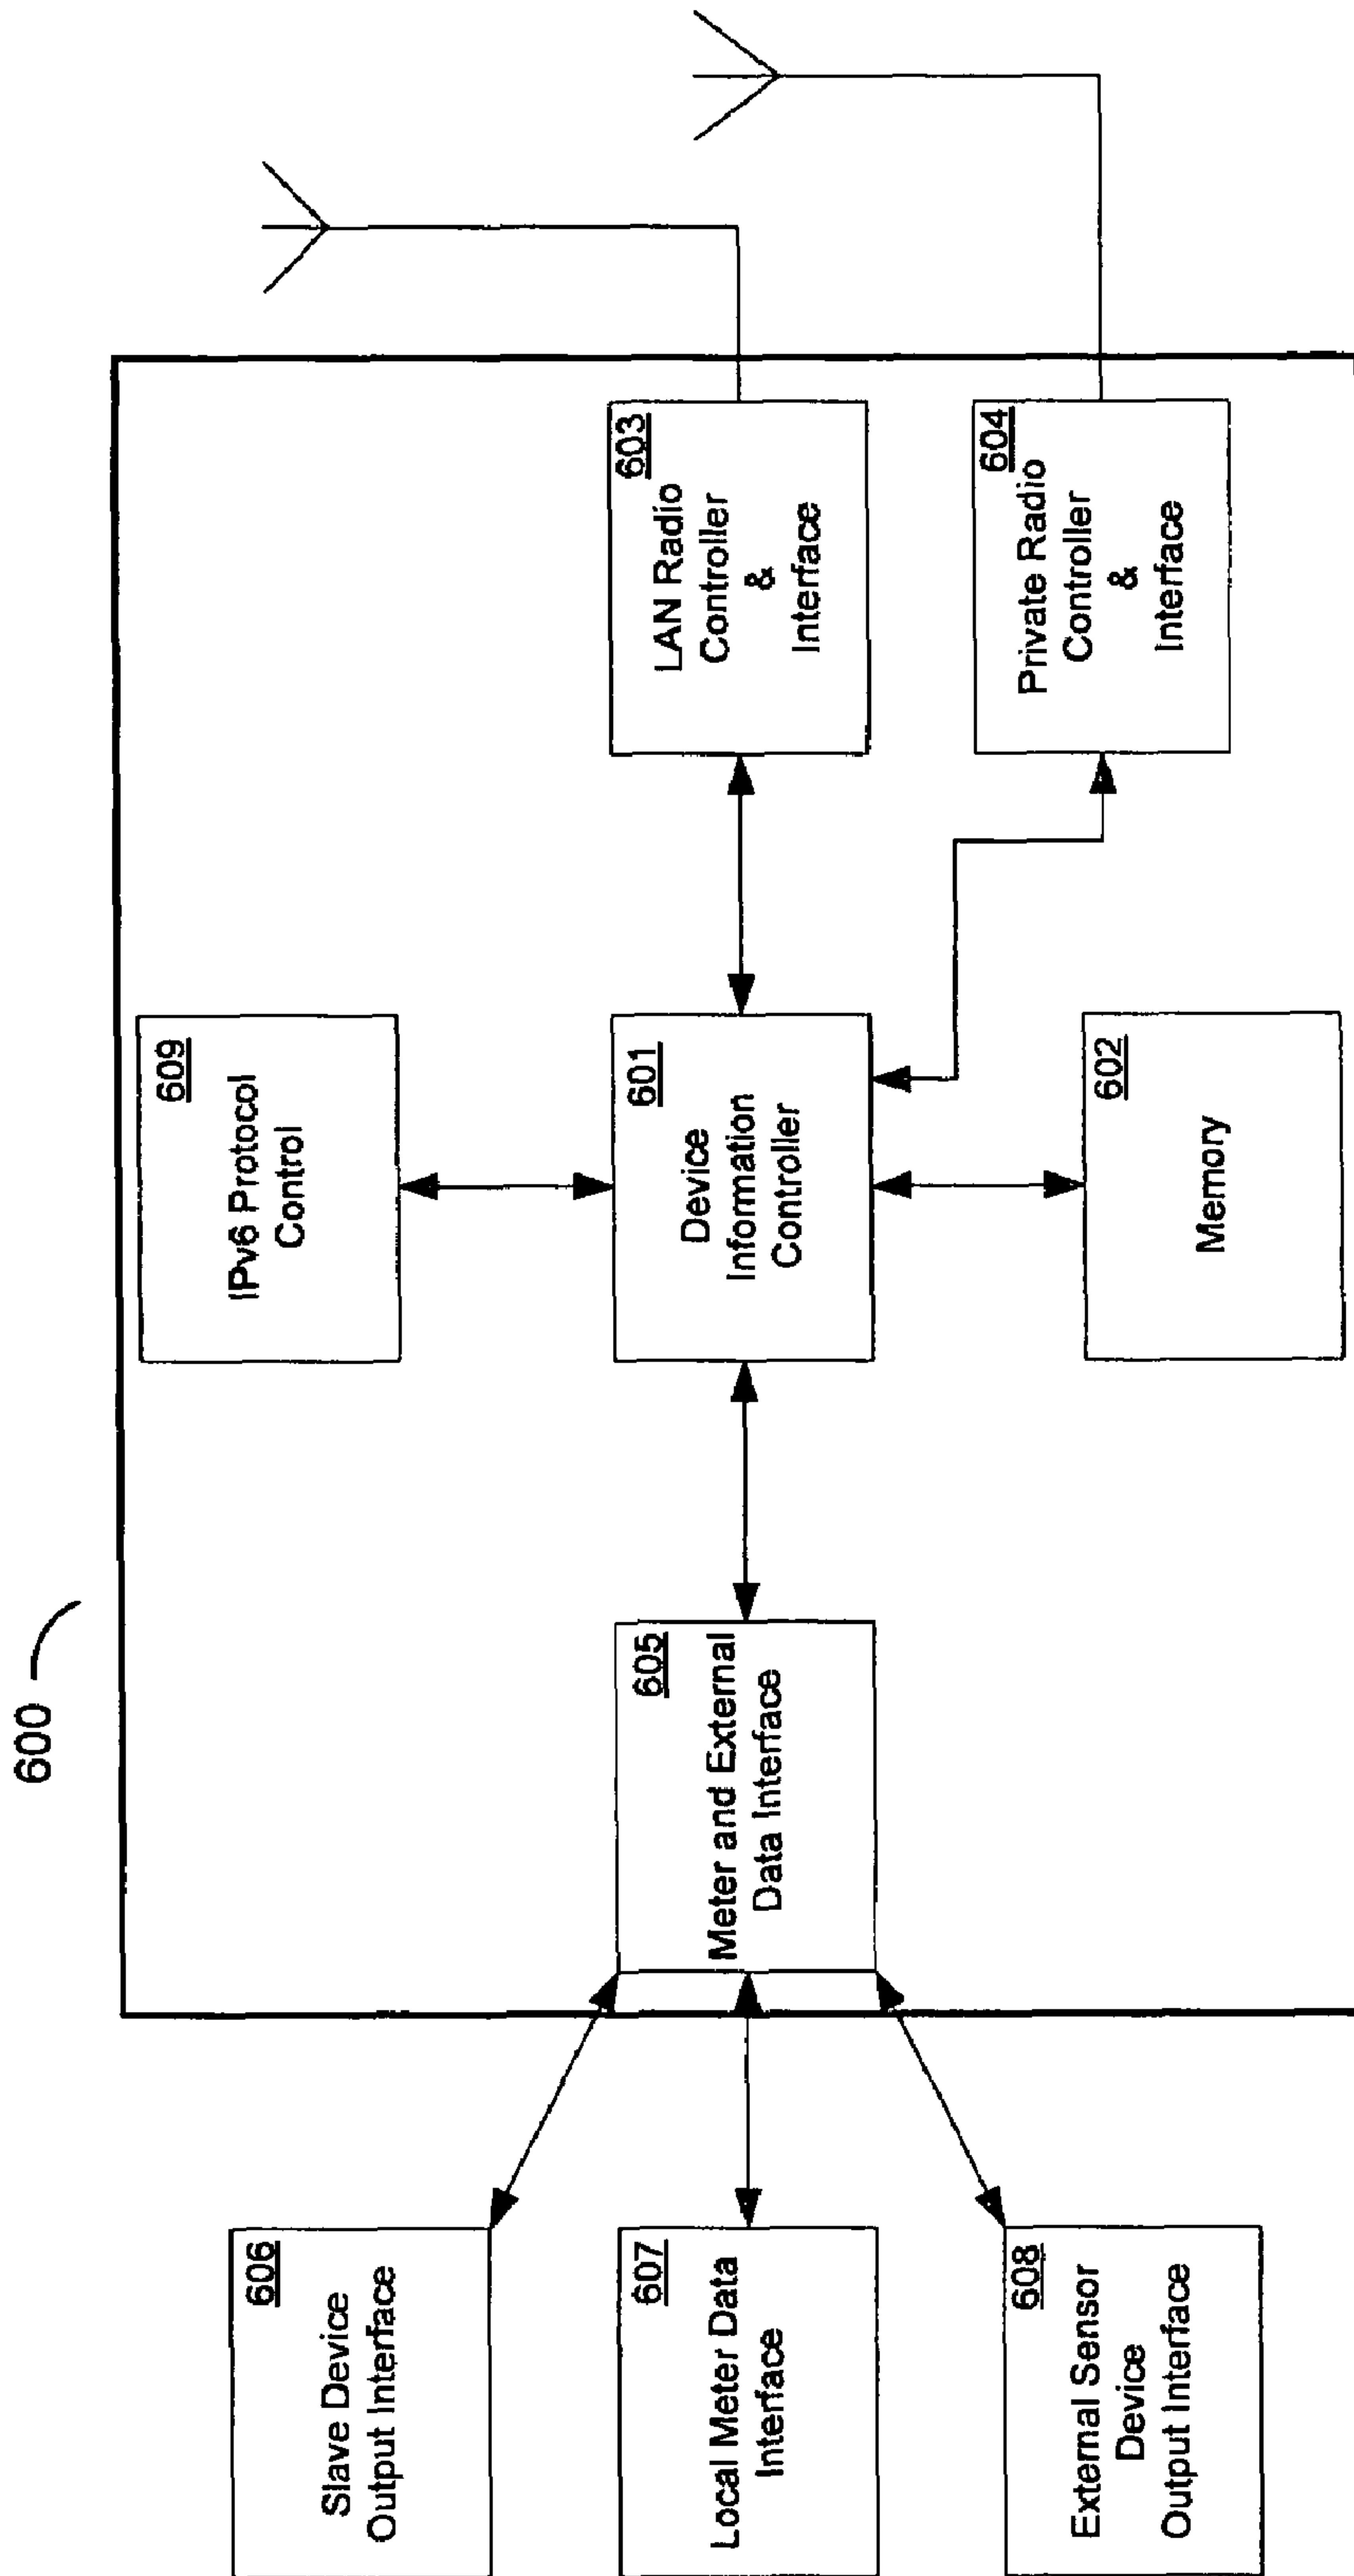 600
609
IPv6 Protocol
Control
606
Slave Device
Output Interface
605
Meter and External
Data Interface
601
Device
Information
Controller
603
LAN Radio
Controller
&
Interface
607
Local Meter Data
Interface
604
Private Radio
Controller
&
Interface
602
Memory
608
External Sensor
Device
Output Interface